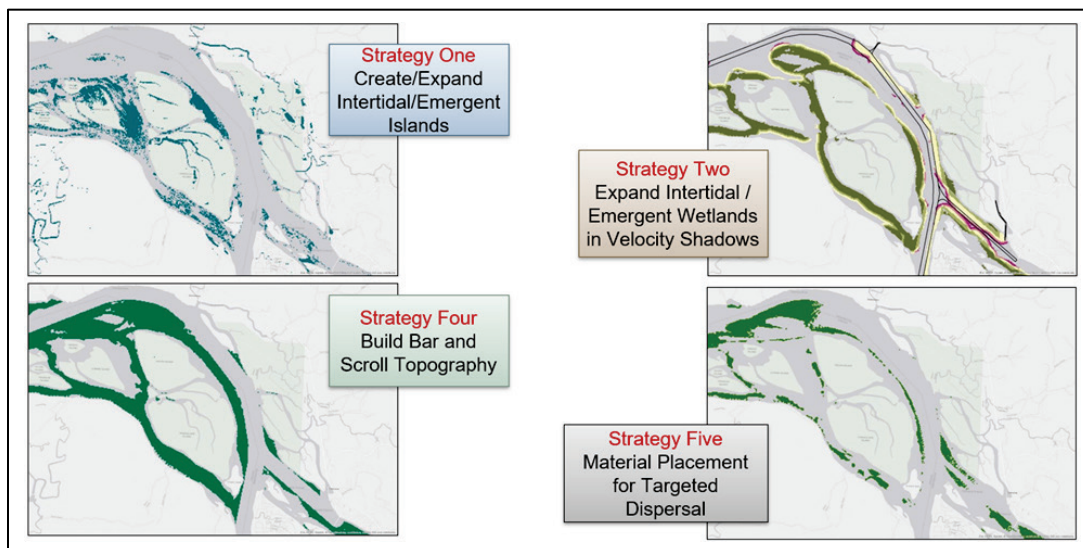 Strategy One
Create/Expand
Intertidal/Emergent
Islands
Strategy Two
Expand Intertidal /
Emergent Wetlands
in Velocity Shadows
Strategy Four
Build Bar and
Scroll Topography
Strategy Five
Material Placement
for Targeted
Dispersal